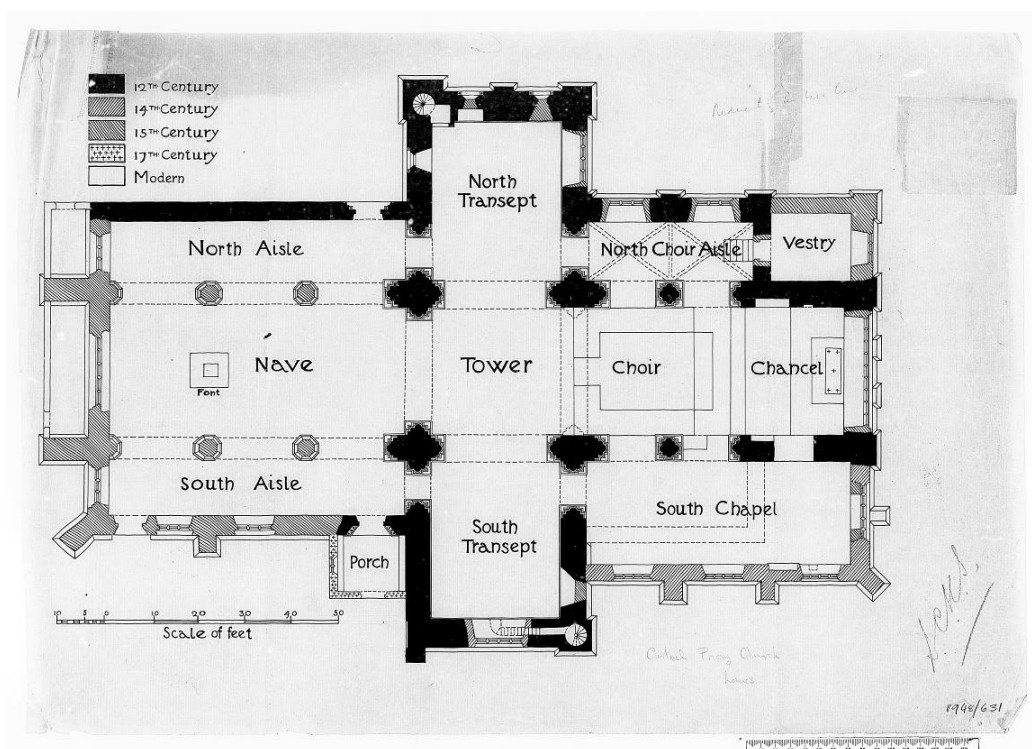 12TH Century
14TH Century
15TH Century
17TH Century
Modern
North
Transept
North Aisle
North Choir Aisle
Vestry
Nave
Font
Tower
Choir
Chancel
South Aisle
South Chapel
South
Transept
Porch
10 5 0 10 20 30 40 50
Scale of feet
Priory Church
1948/631